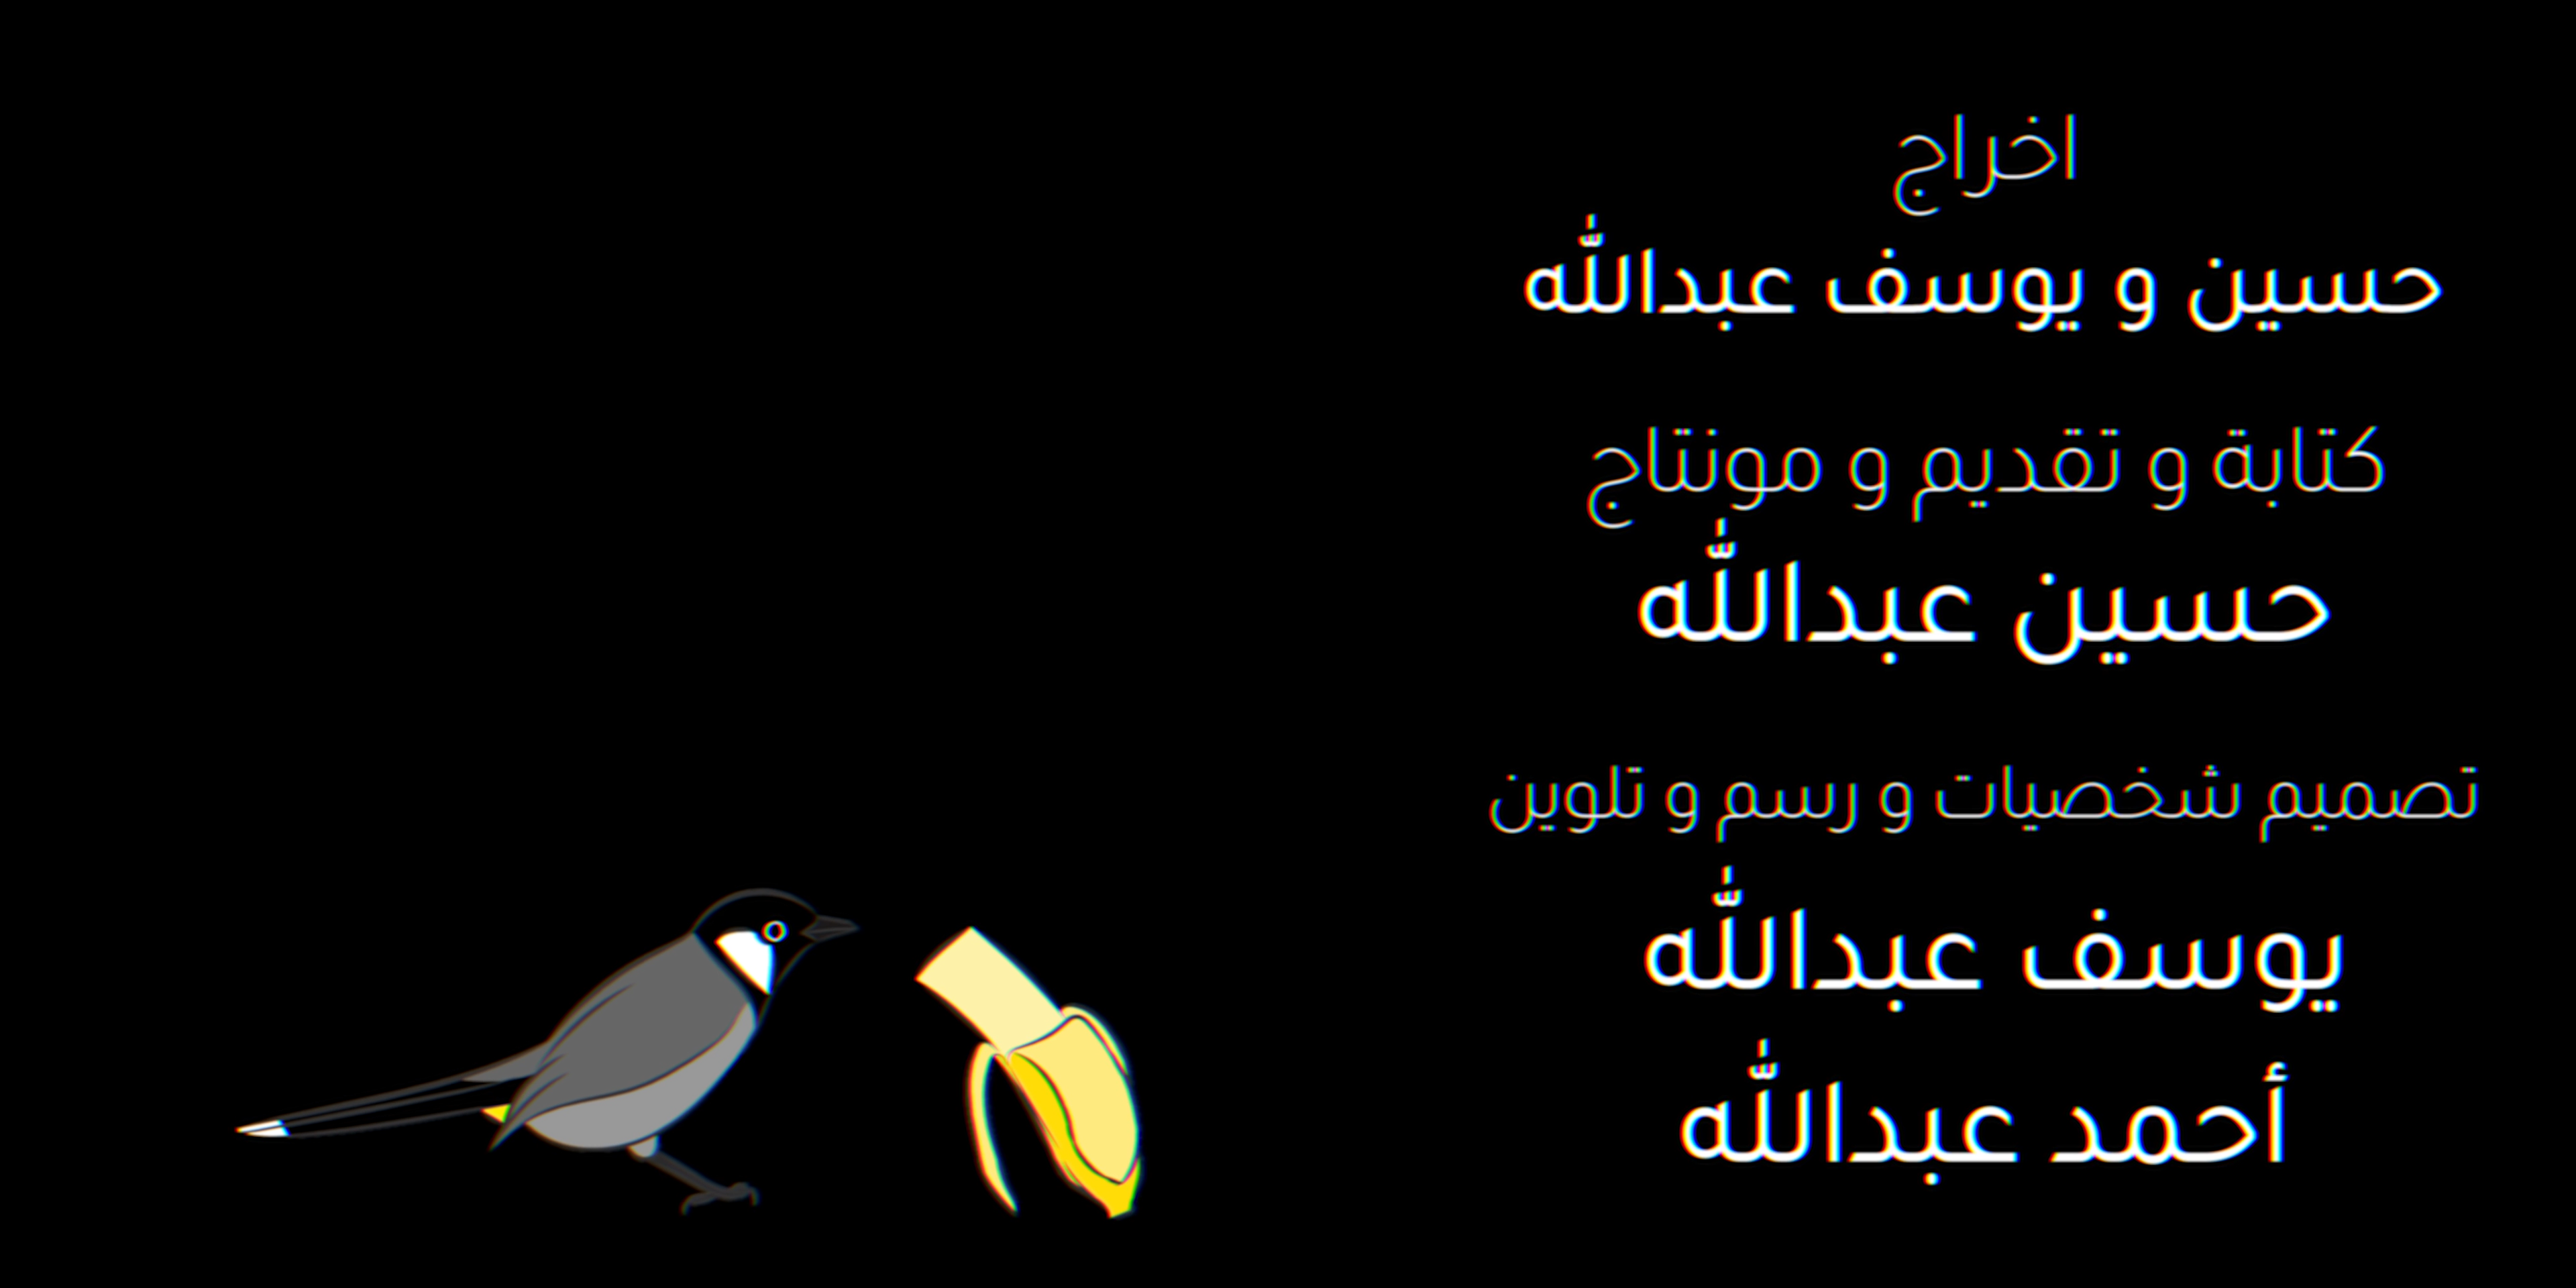 اخراج
حسين و يوسف عبدالله
كتابة و تقديم و مونتاج
حسين عبدالله
تصميم شخصيات و رسم و تلوين
يوسف عبدالله
أحمد عبدالله